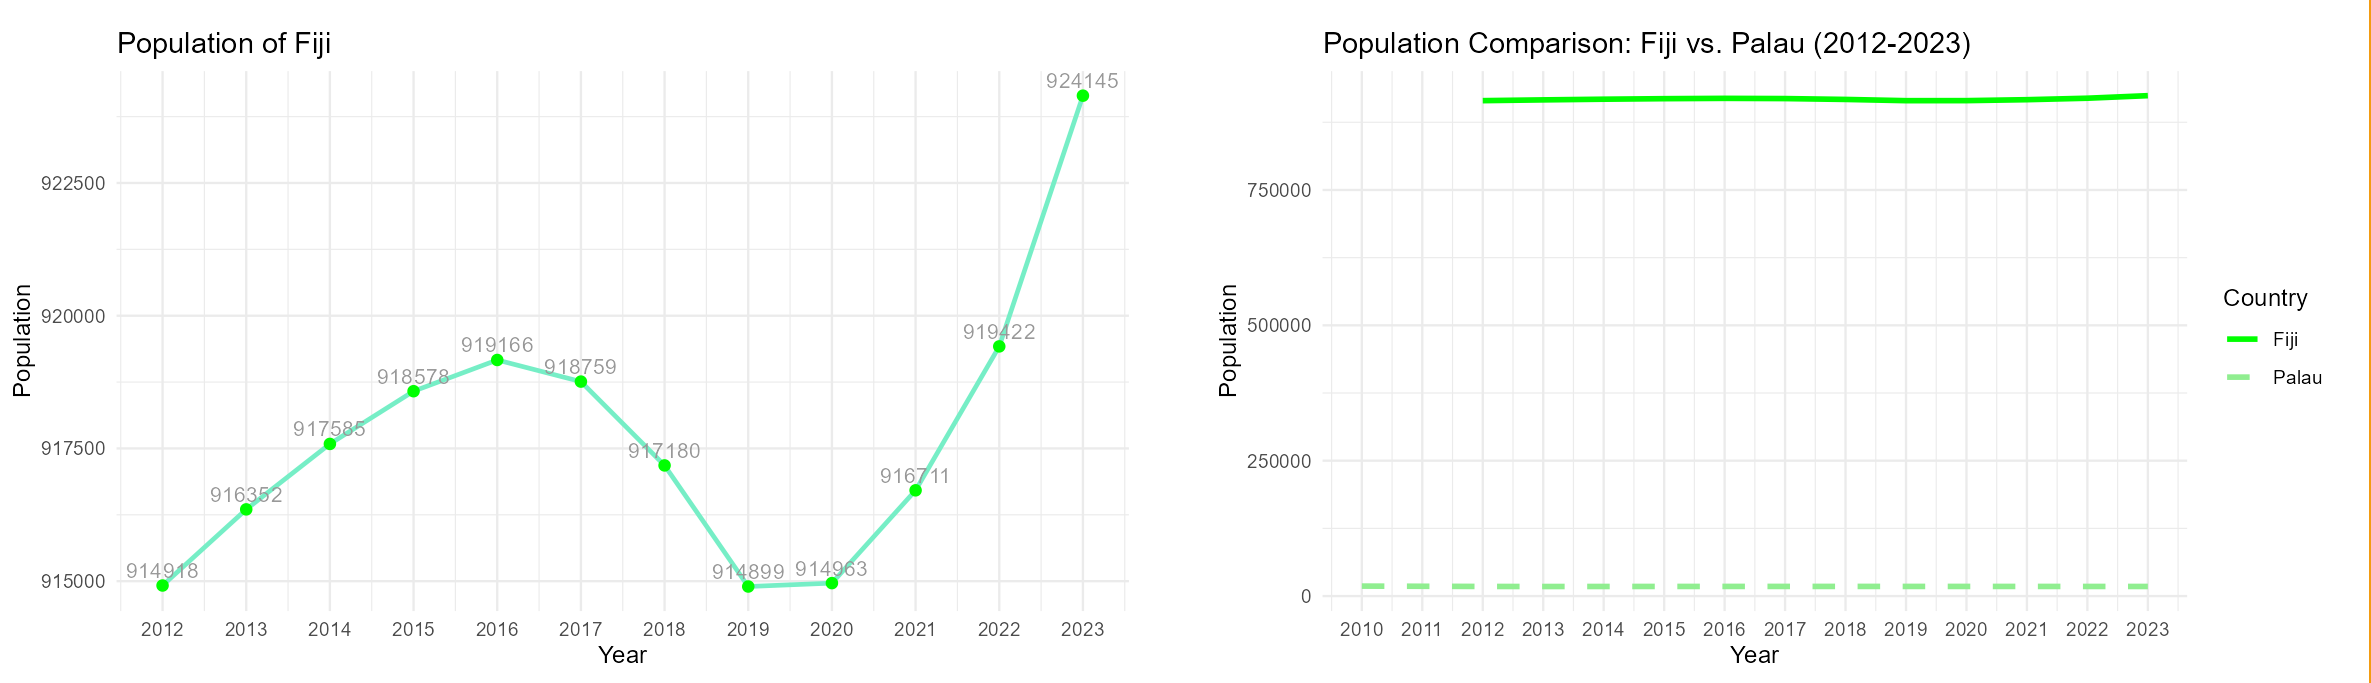 Population of Fiji
924145
922500
920000
919422
919166
918759
918578
917585
917500
917180
916711
916352
915000
914918
914899
914963
Population
2012 2013 2014 2015 2016 2017 2018 2019 2020 2021 2022 2023
Year
Population Comparison: Fiji vs. Palau (2012-2023)
750000
500000
250000
0
Population
2010 2011 2012 2013 2014 2015 2016 2017 2018 2019 2020 2021 2022 2023
Year
Country
Fiji
Palau